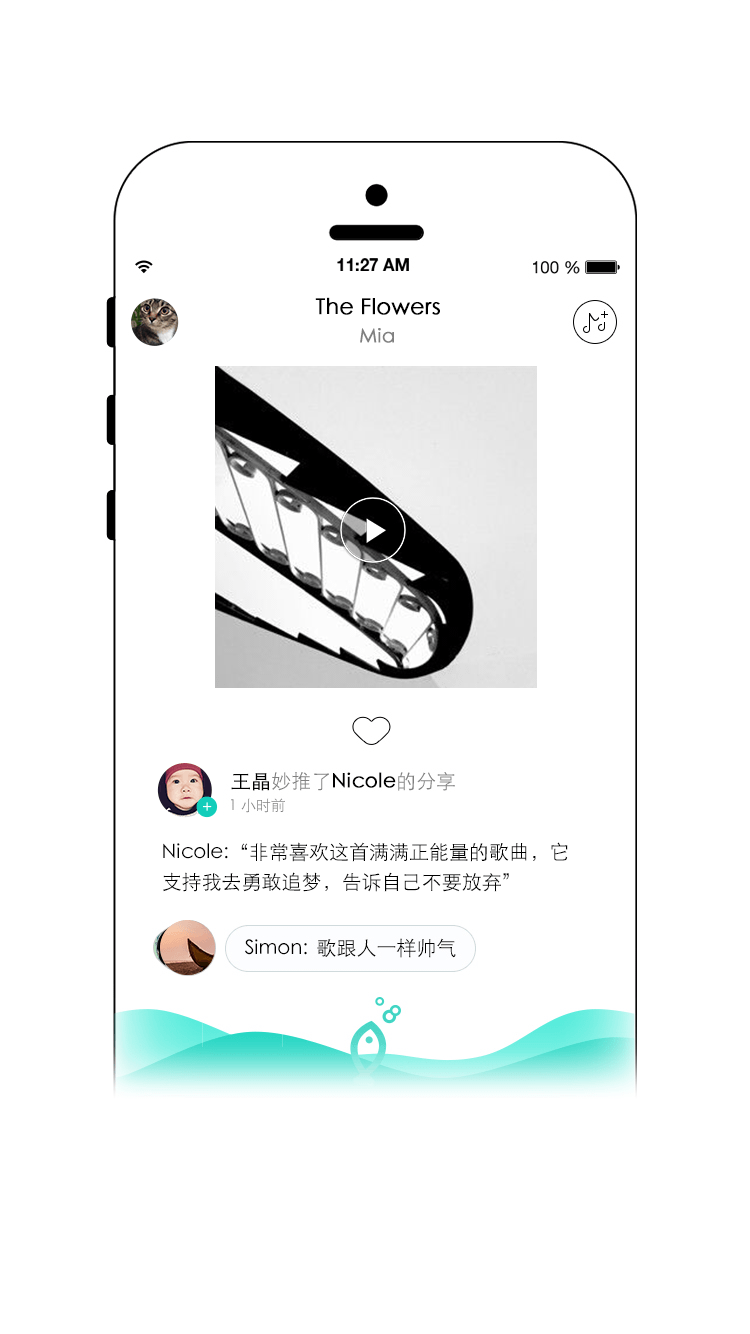 11:27 AM
100 %
The Flowers
Mia
王晶妙推了Nicole的分享
1 小时前
Nicole:“非常喜欢这首满满正能量的歌曲，它
支持我去勇敢追梦，告诉自己不要放弃”
Simon: 歌跟人一样帅气